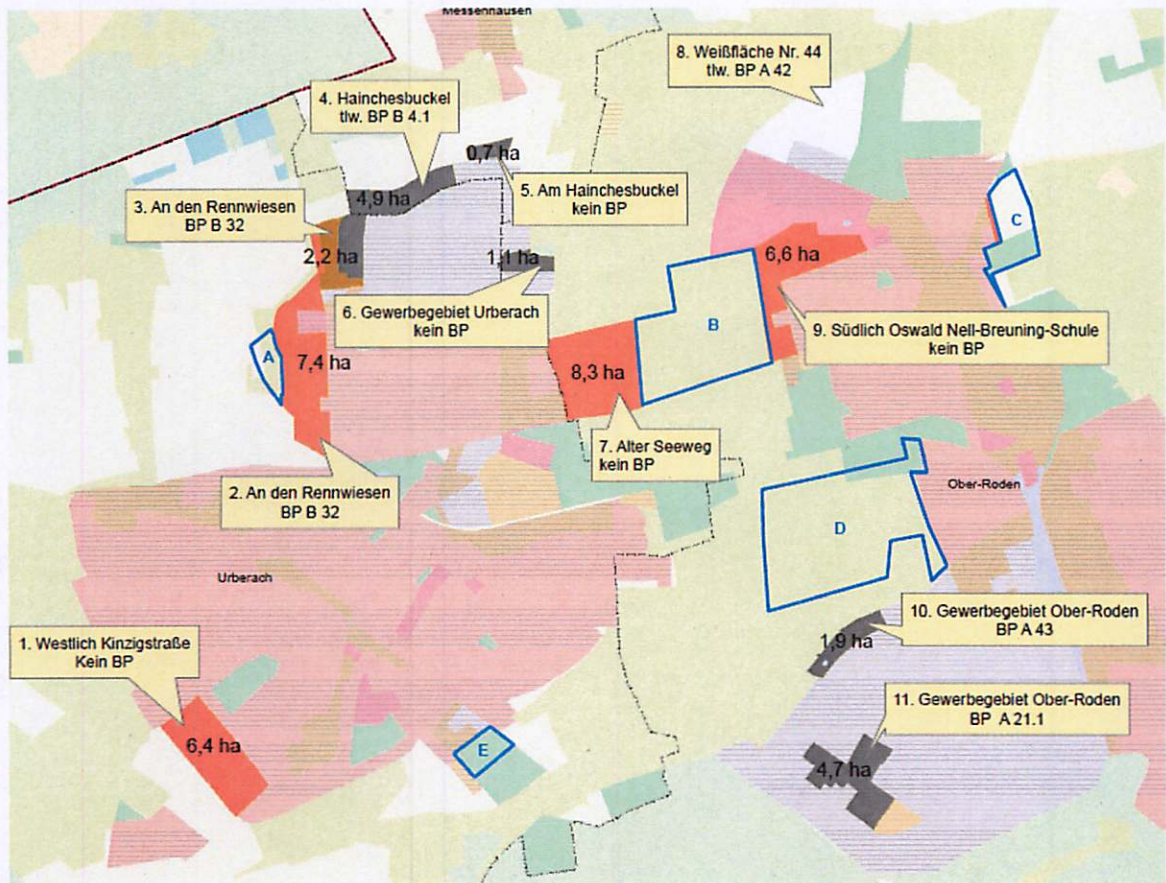 Messenhausen
8. Weißfläche Nr. 44
tlw. BP A 42
4. Hainchesbuckel
tlw. BP B 4.1
0,7 ha
5. Am Hainchesbuckel
kein BP
4,9 ha
3. An den Rennwiesen
BP B 32
C
2,2 ha
1,1 ha
6,6 ha
6. Gewerbegebiet Urberach
kein BP
B
9. Südlich Oswald Nell-Breuning-Schule
kein BP
A
7,4 ha
8,3 ha
7. Alter Seeweg
kein BP
2. An den Rennwiesen
BP B 32
Ober-Roden
D
Urberach
10. Gewerbegebiet Ober-Roden
BP A 43
1,9 ha
1. Westlich Kinzigstraße
Kein BP
11. Gewerbegebiet Ober-Roden
BP A 21.1
6,4 ha
E
4,7 ha